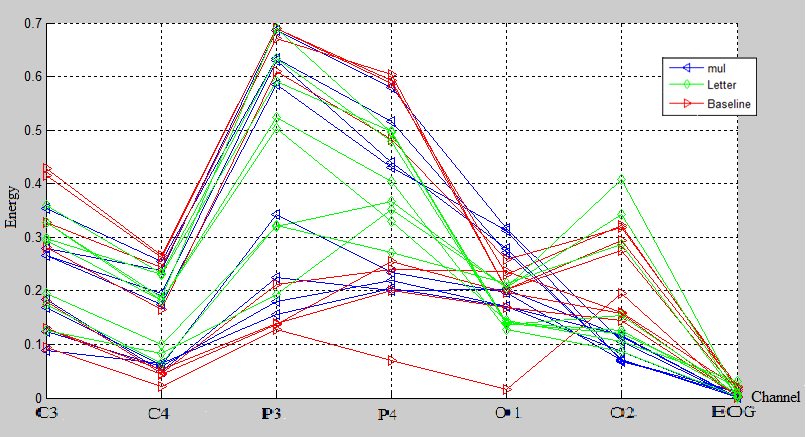 0.7
0.6
0.5
0.4
0.3
0.2
0.1
0
Energy
mul
Letter
Baseline
C3
C4
P3
P4
O1
O2
EOG
Channel